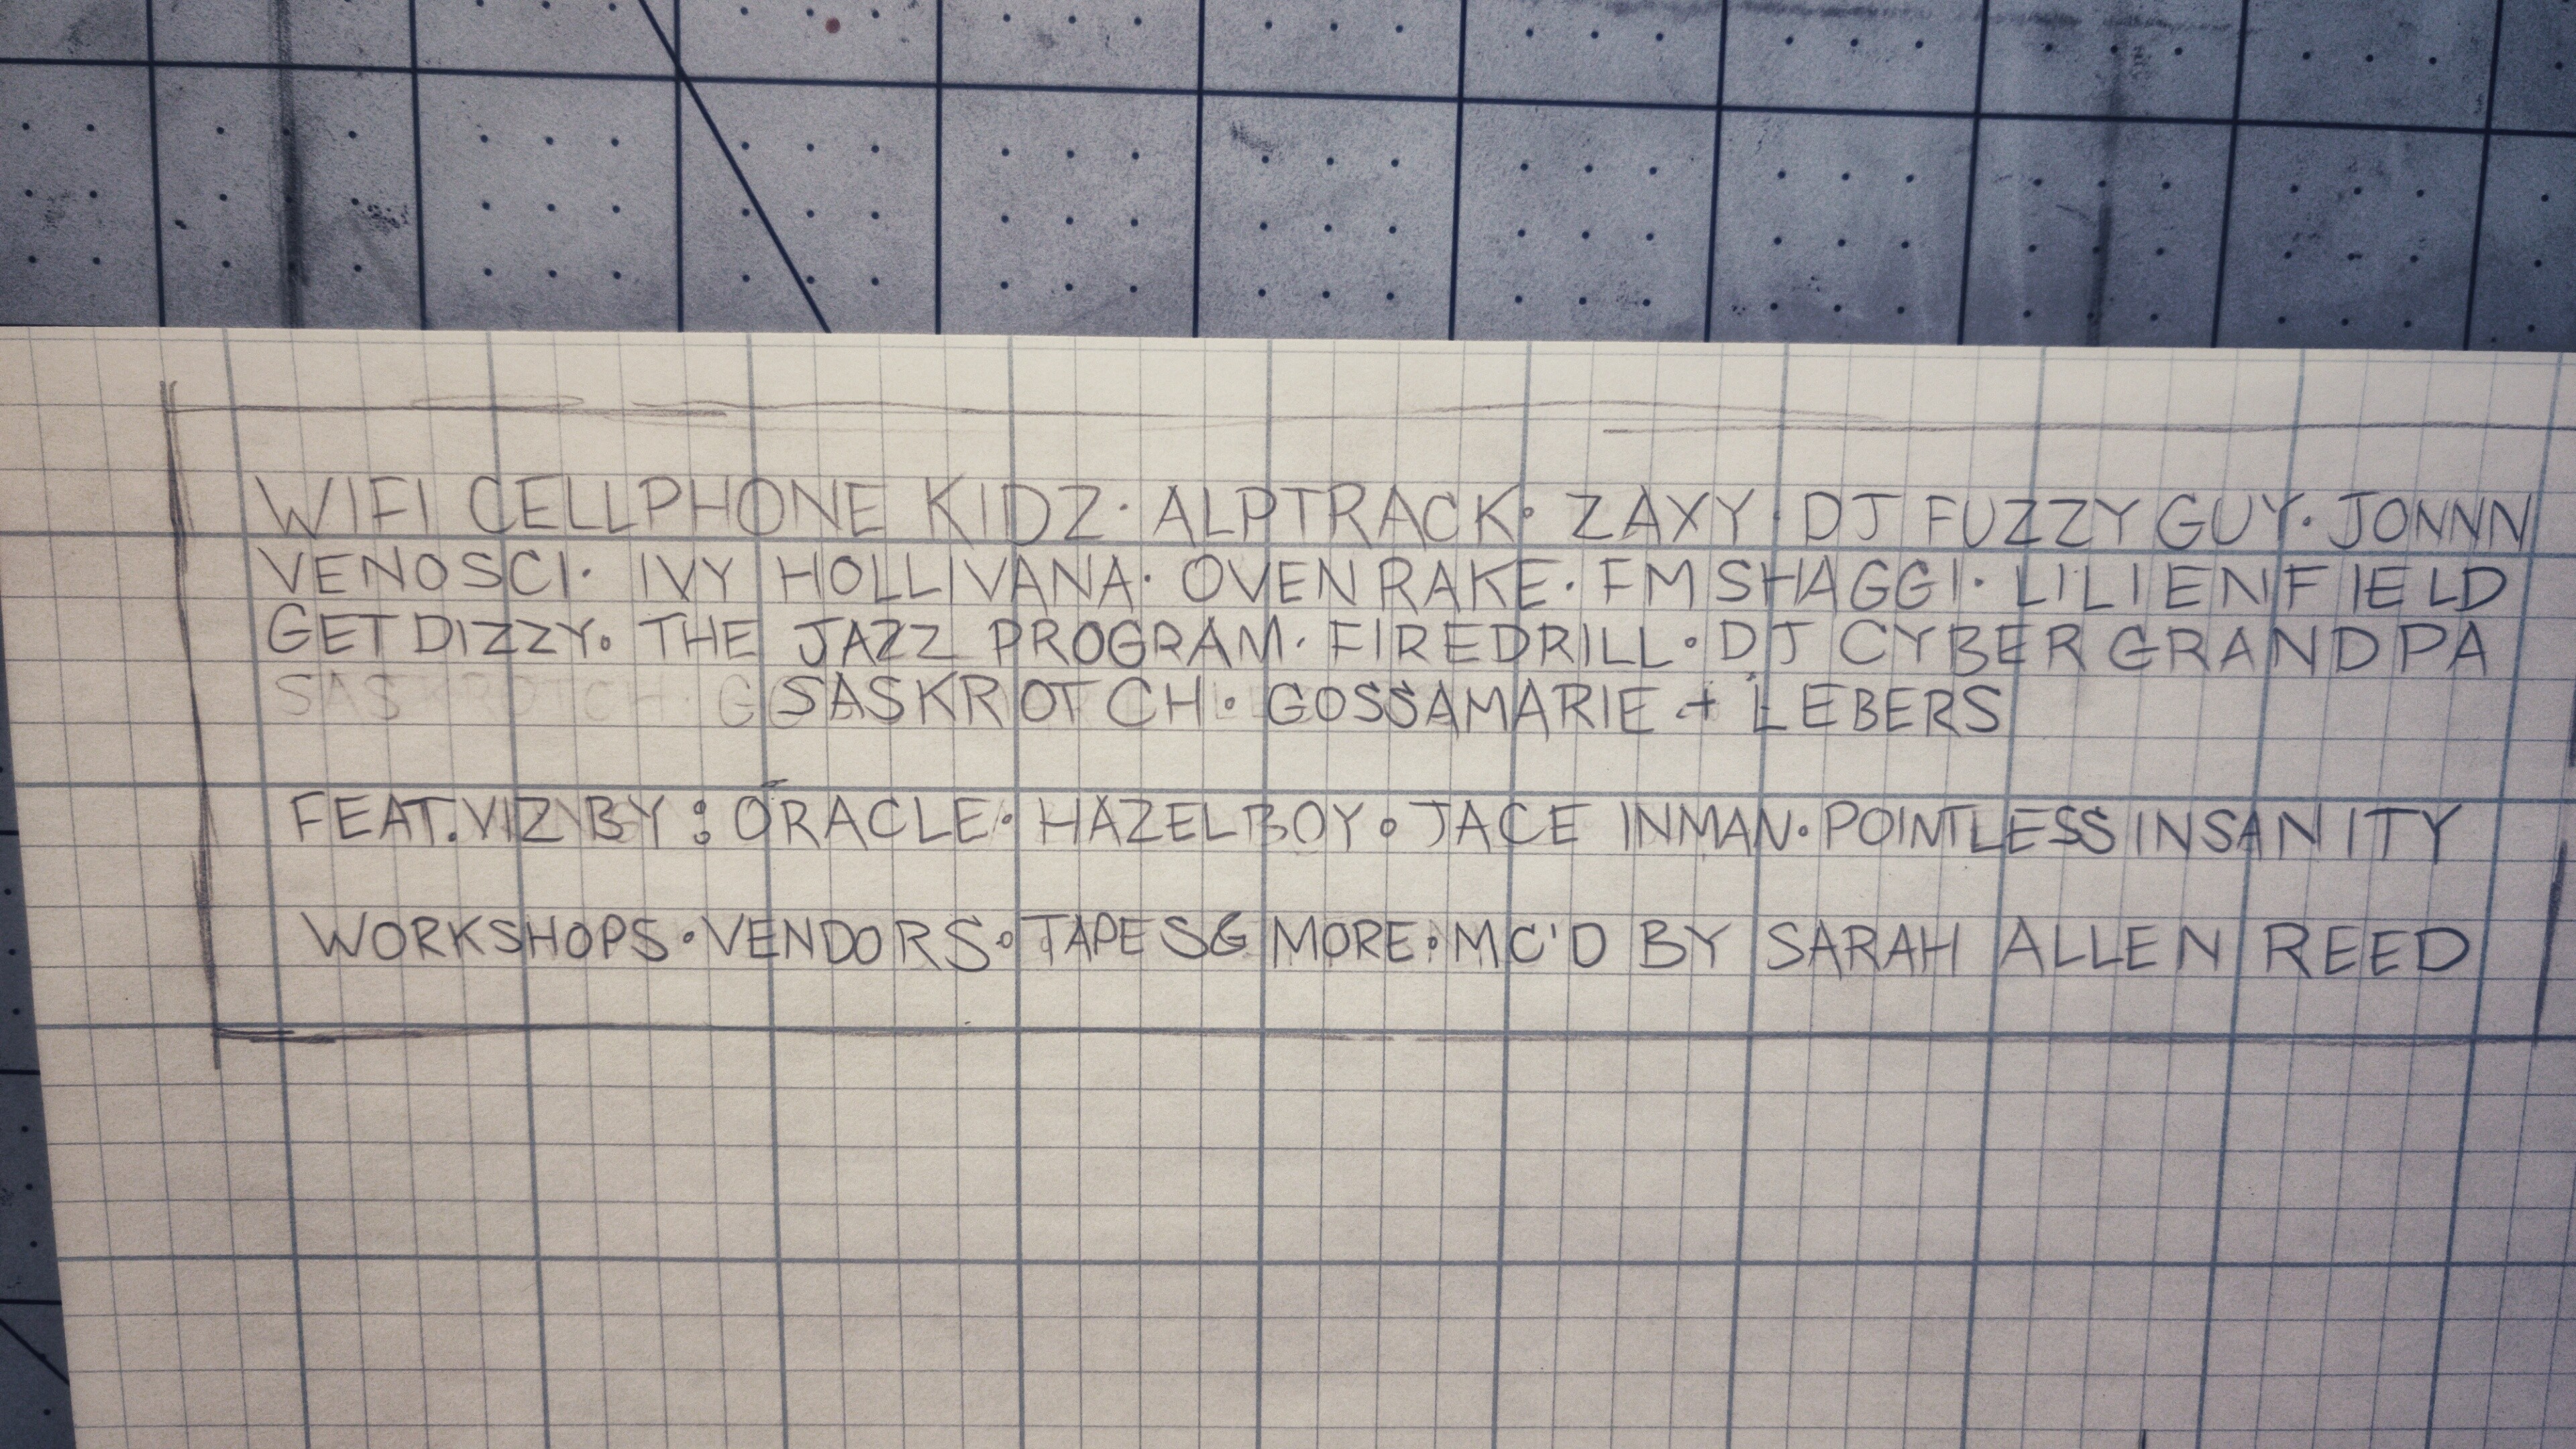 WIFI CELLPHONE KIDZ · ALPTRACK · ZAXY · DJ FUZZY GUY · JONNN
VENOSCI · IVY HOLLIVANA · OVEN RAKE · FM SHAGGI · LILIENFIELD
GET DIZZY · THE JAZZ PROGRAM · FIREDRILL · DJ CYBER GRANDPA
SASKROTCH · GOSSAMARIE + LEBERS
FEAT. VIZ BY : ORACLE · HAZELBOY · JACE INMAN · POINTLESS INSANITY
WORKSHOPS · VENDORS · TAPES & MORE · MC'D BY SARAH ALLEN REED